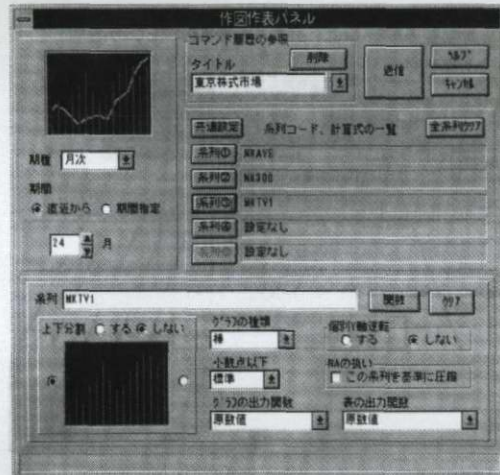 作図作表パネル
コマンド履歴の参照
タイトル
削除
東京株式市場
送信
ヘルプ
キャンセル
期種 月次
期間
直近から 期間指定
24 月
共通設定 系列コード、計算式の一覧 全系列クリア
系列① NKAVE
系列② NK300
系列③ MKTV1
系列④ 設定なし
系列⑤ 設定なし
系列 MKTV1 関数 クリア
上下分割 する しない
グラフの種類
棒
小数点以下
標準
グラフの出力関数
原数値
個別Y軸逆転
する しない
NAの扱い
この系列を基準に圧縮
表の出力関数
原数値